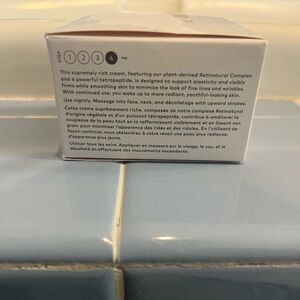 STEP 1 2 3 4 PM
This supremely rich cream, featuring our plant-derived Retinatural Complex
and a powerful tetrapeptide, is designed to support elasticity and visibly
firms while smoothing skin to minimize the look of fine lines and wrinkles.
With continued use, you wake up to more radiant, youthful-looking skin.
Use nightly. Massage into face, neck, and décolletage with upward strokes.
Cette crème suprêmement riche, composée de notre complexe Retinatural
d'origine végétale et d'un puissant tétrapeptide, contribue à améliorer la
souplesse de la peau tout en la raffermissant visiblement et en lissant son
grain pour minimiser l'apparence des rides et des ridules. En l'utilisant de
façon continue, vous obtiendrez à votre réveil une peau plus radieuse,
d'apparence plus jeune.
Utiliser tous les soirs. Appliquer en massant sur le visage, le cou, et le
décolleté en effectuant des mouvements ascendants.